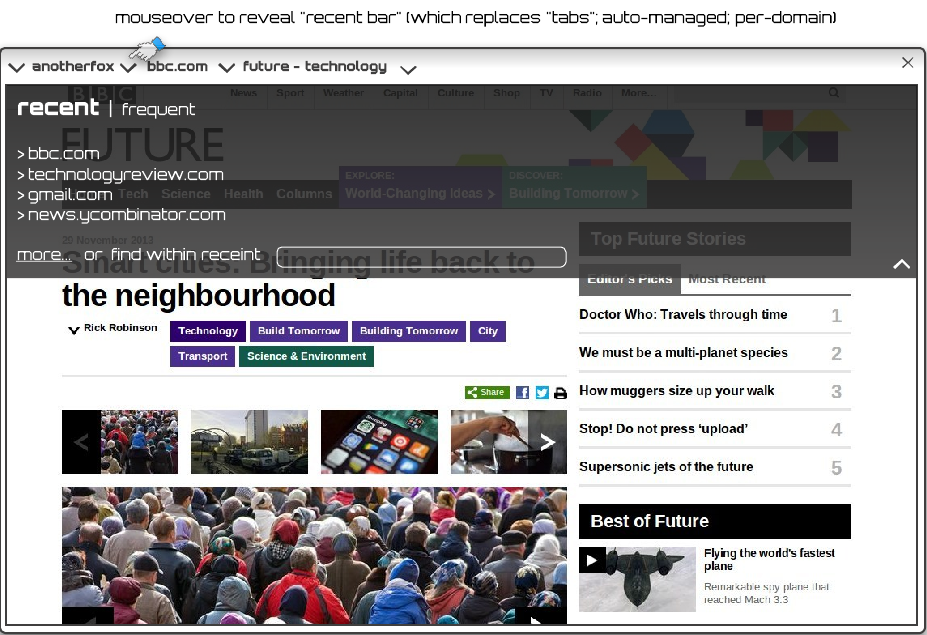 mouseover to reveal "recent bar" (which replaces "tabs"; auto-managed; per-domain)
anotherfox bbc.com future - technology
BBC News Sport Weather Capital Culture Shop TV Radio More...
recent | frequent
FUTURE
> bbc.com
> technologyreview.com
> gmail.com
> news.ycombinator.com
EXPLORE: DISCOVER:
Tech Science Health Columns World-Changing Ideas > Building Tomorrow >
29 November 2013
more... or find within receint
Smart cities: Bringing life back to
the neighbourhood
Rick Robinson
Technology Build Tomorrow Building Tomorrow City
Transport Science & Environment
Share
Top Future Stories
Editor's Picks Most Recent
Doctor Who: Travels through time 1
We must be a multi-planet species 2
How muggers size up your walk 3
Stop! Do not press ‘upload’ 4
Supersonic jets of the future 5
Best of Future
Flying the world's fastest
plane
Remarkable spy plane that
reached Mach 3.3